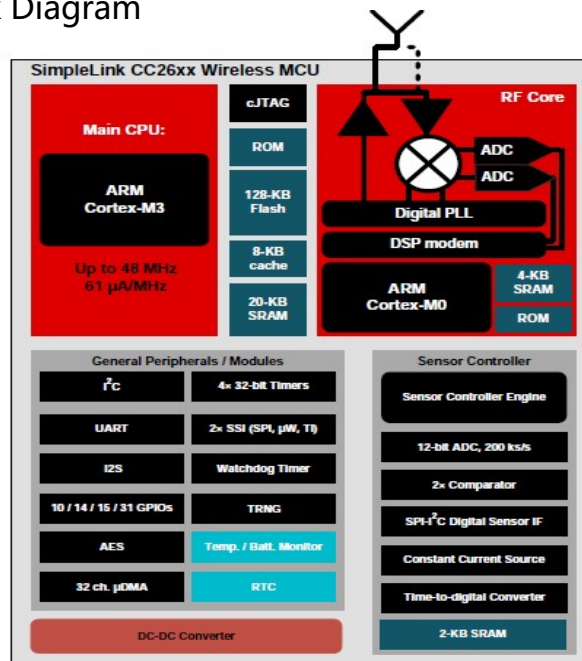 Diagram
SimpleLink CC26xx Wireless MCU
Main CPU:
ARM
Cortex-M3
Up to 48 MHz
61 µA/MHz
cJTAG
ROM
128-KB
Flash
8-KB
cache
20-KB
SRAM
RF Core
ADC
ADC
Digital PLL
DSP modem
ARM
Cortex-M0
4-KB
SRAM
ROM
General Peripherals / Modules
I²C
4× 32-bit Timers
UART
2× SSI (SPI, µW, TI)
I2S
Watchdog Timer
10 / 14 / 15 / 31 GPIOs
TRNG
AES
Temp. / Batt. Monitor
32 ch. µDMA
RTC
DC-DC Converter
Sensor Controller
Sensor Controller Engine
12-bit ADC, 200 ks/s
2× Comparator
SPI-I²C Digital Sensor IF
Constant Current Source
Time-to-digital Converter
2-KB SRAM